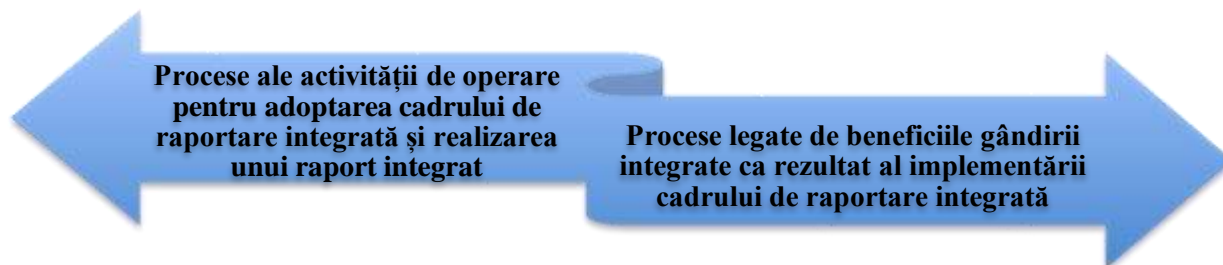 Procese ale activității de operare
pentru adoptarea cadrului de
raportare integrată și realizarea
unui raport integrat
Procese legate de beneficiile gândirii
integrate ca rezultat al implementării
cadrului de raportare integrată